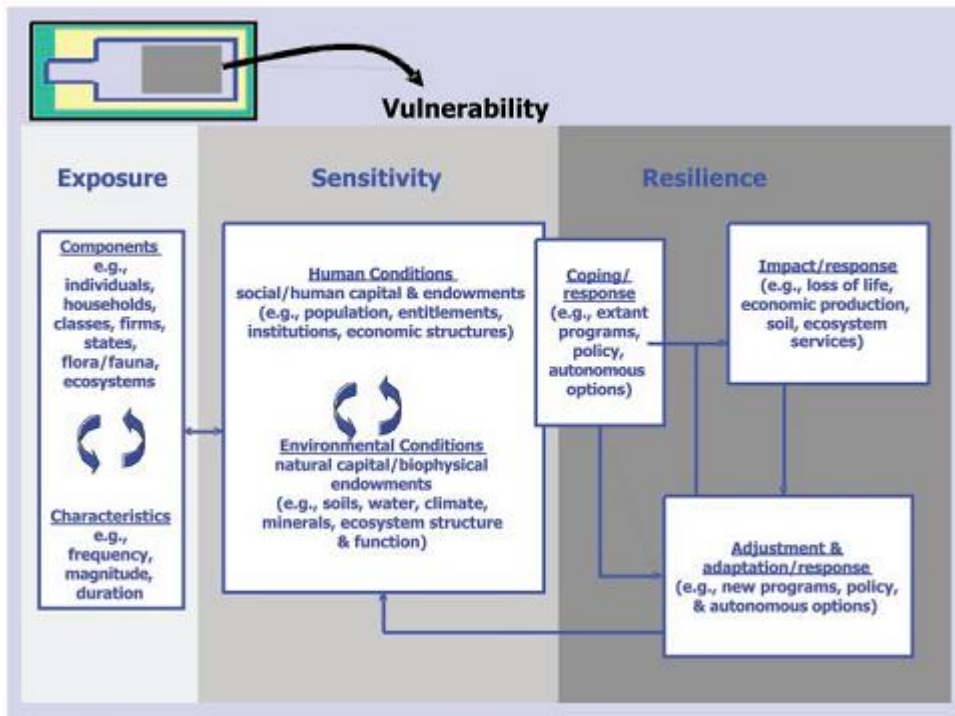 Vulnerability
Exposure
Sensitivity
Resilience
Components
e.g.,
individuals,
households,
classes, firms,
states,
flora/fauna,
ecosystems
Characteristics
e.g.,
frequency,
magnitude,
duration
Human Conditions
social/human capital & endowments
(e.g., population, entitlements,
institutions, economic structures)
Environmental Conditions
natural capital/biophysical
endowments
(e.g., soils, water, climate,
minerals, ecosystem structure
& function)
Coping/
response
(e.g., extant
programs,
policy,
autonomous
options)
Impact/response
(e.g., loss of life,
economic production,
soil, ecosystem
services)
Adjustment &
adaptation/response
(e.g., new programs, policy,
& autonomous options)